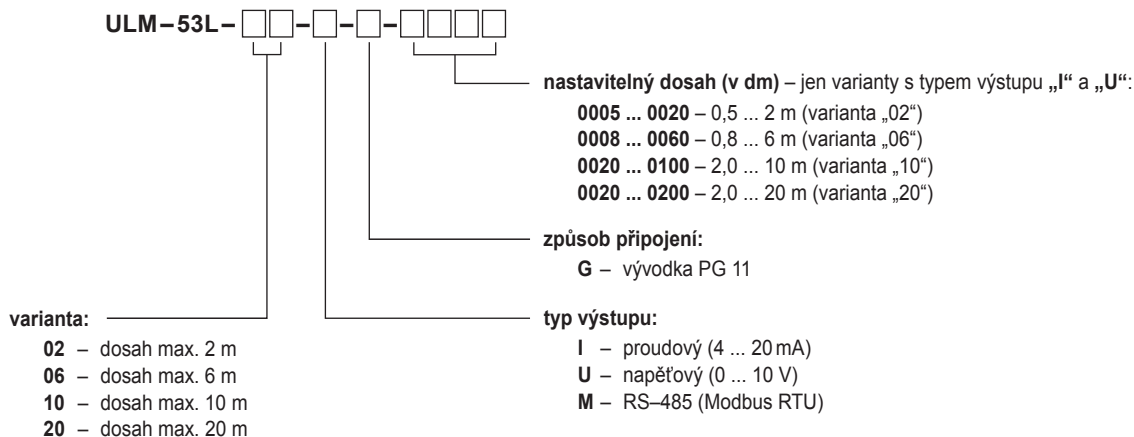 ULM–53L–□□–□–□–□□□□
nastavitelný dosah (v dm) – jen varianty s typem výstupu „I“ a „U“:
0005 ... 0020 – 0,5 ... 2 m (varianta „02“)
0008 ... 0060 – 0,8 ... 6 m (varianta „06“)
0020 ... 0100 – 2,0 ... 10 m (varianta „10“)
0020 ... 0200 – 2,0 ... 20 m (varianta „20“)
způsob připojení:
G – vývodka PG 11
varianta:
02 – dosah max. 2 m
06 – dosah max. 6 m
10 – dosah max. 10 m
20 – dosah max. 20 m
typ výstupu:
I – proudový (4 ... 20 mA)
U – napěťový (0 ... 10 V)
M – RS–485 (Modbus RTU)